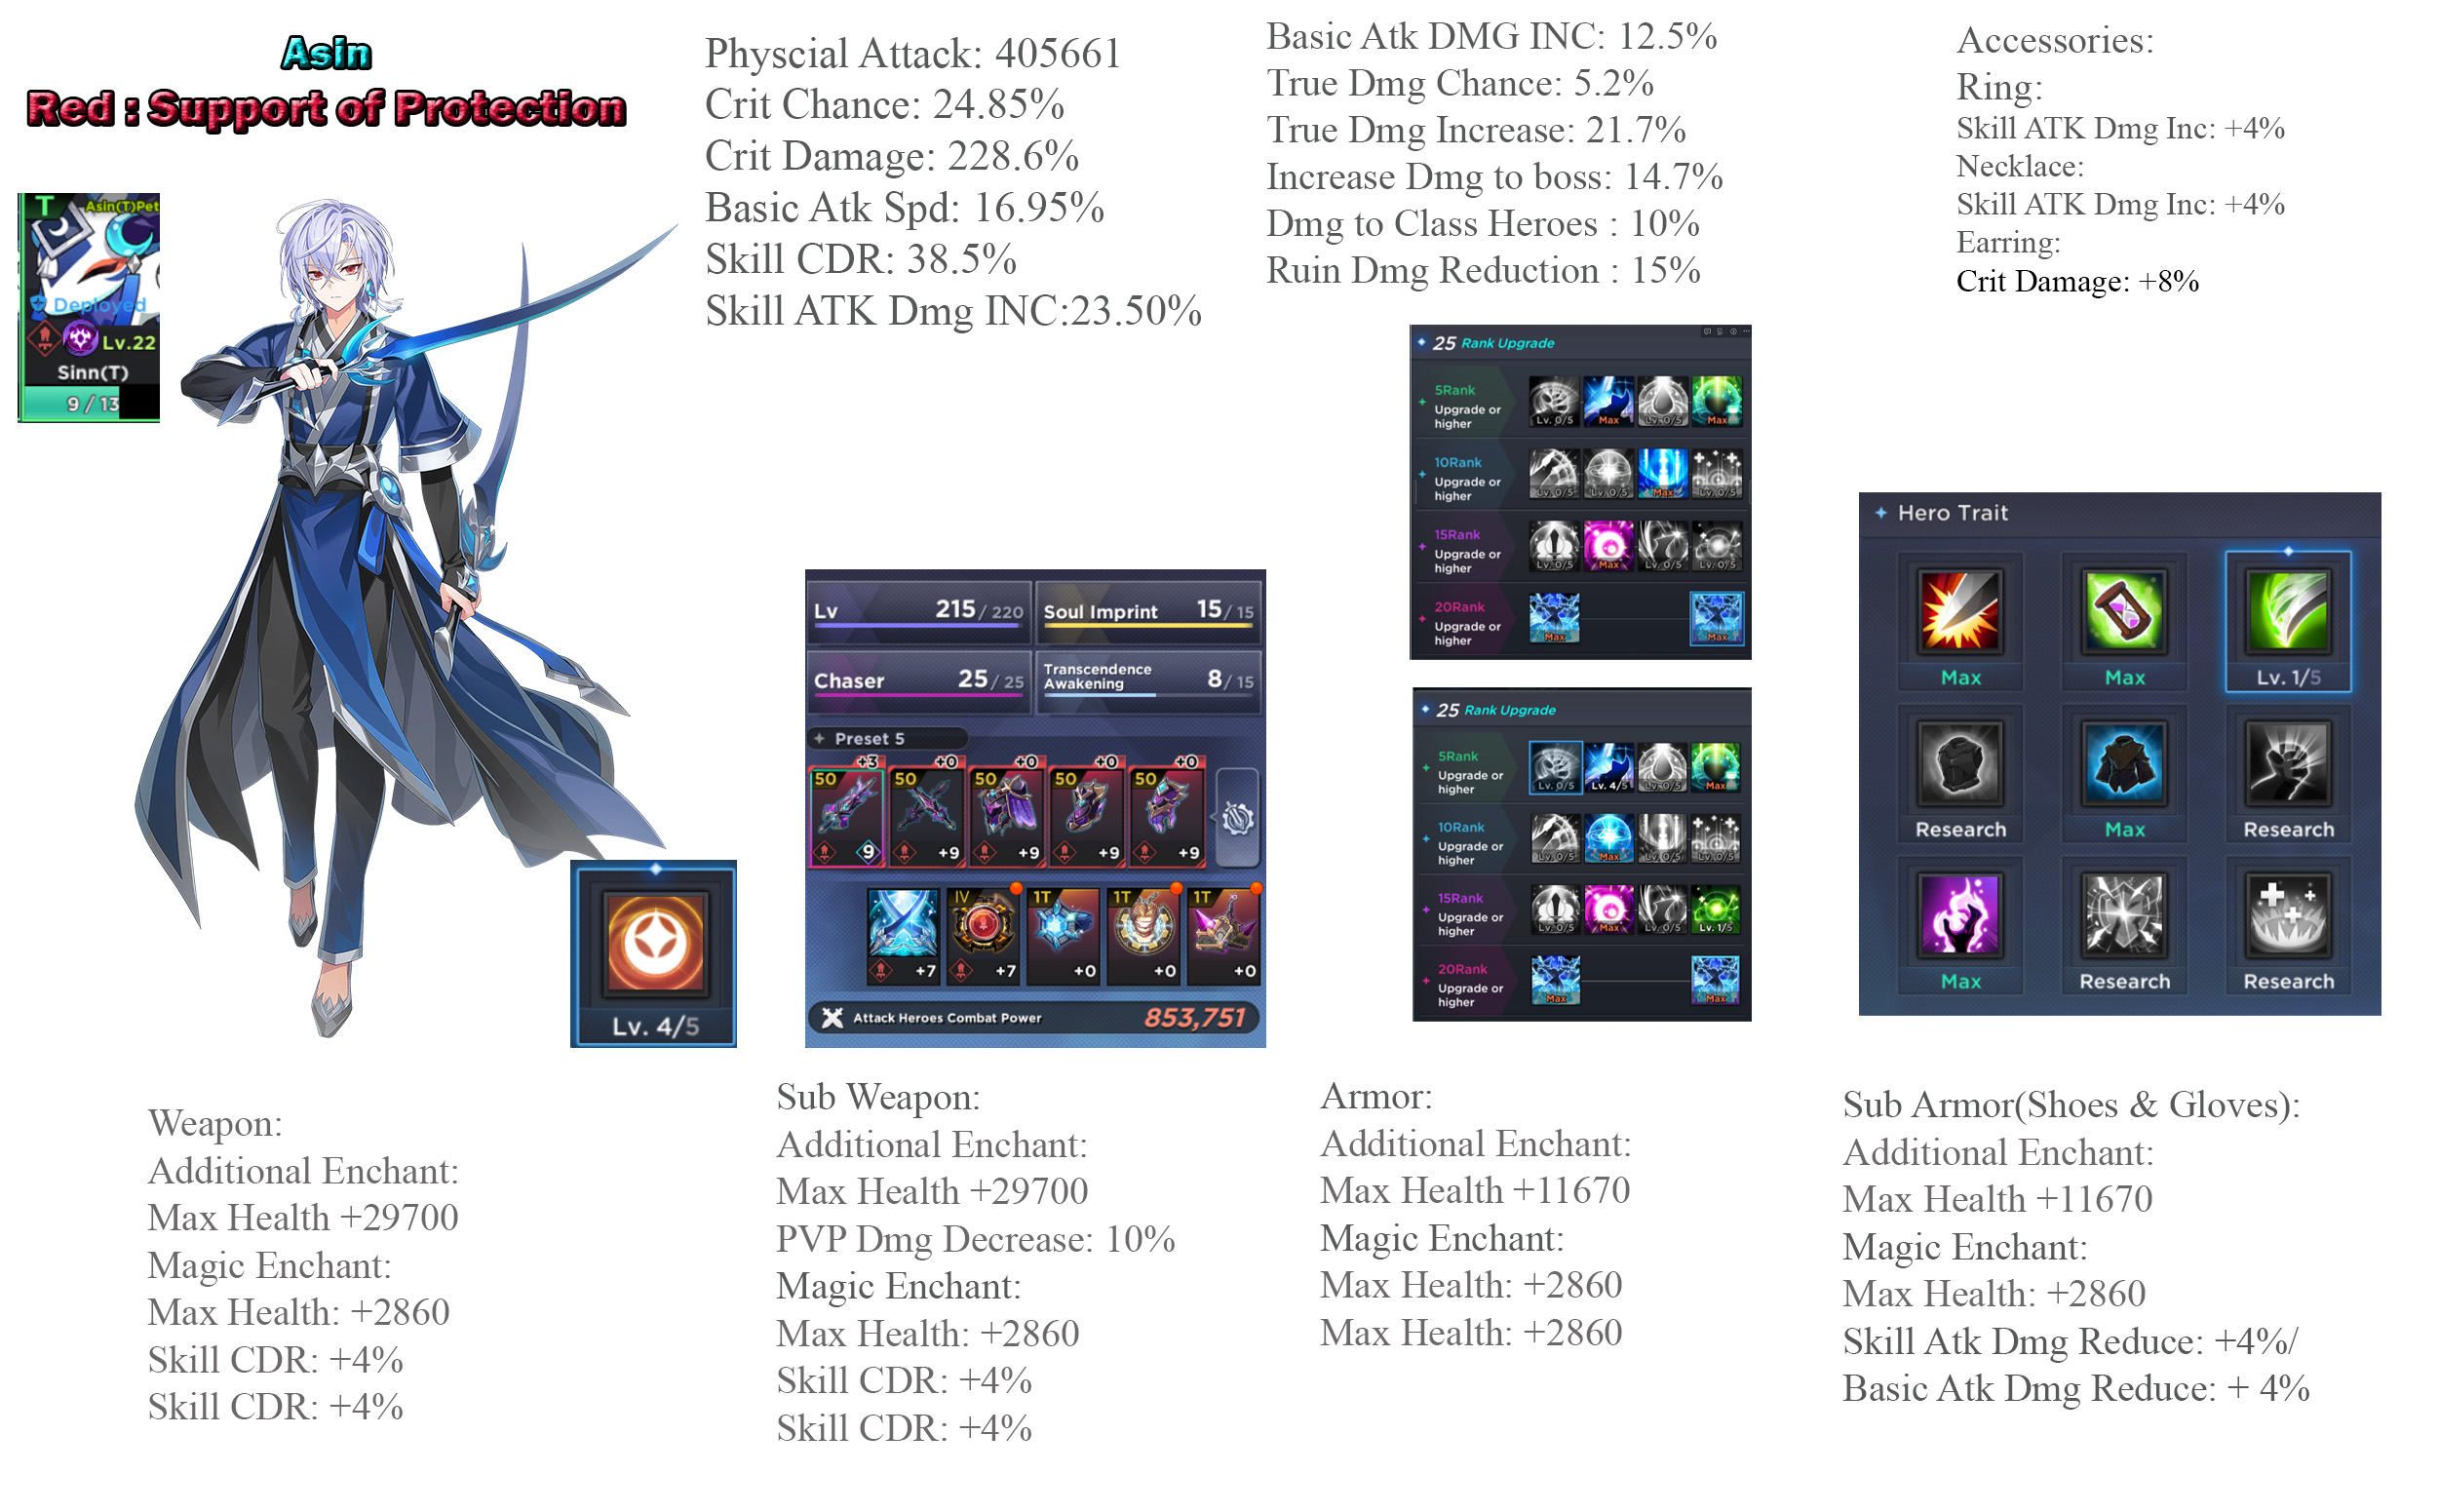 Asin
Red : Support of Protection
T
Asin(T)Pet
Deployed
Lv.22
Sinn(T)
9 / 13
Physcial Attack: 405661
Crit Chance: 24.85%
Crit Damage: 228.6%
Basic Atk Spd: 16.95%
Skill CDR: 38.5%
Skill ATK Dmg INC:23.50%
Basic Atk DMG INC: 12.5%
True Dmg Chance: 5.2%
True Dmg Increase: 21.7%
Increase Dmg to boss: 14.7%
Dmg to Class Heroes : 10%
Ruin Dmg Reduction : 15%
Accessories:
Ring:
Skill ATK Dmg Inc: +4%
Necklace:
Skill ATK Dmg Inc: +4%
Earring:
Crit Damage: +8%
Lv. 4/5
Lv 215/ 220
Soul Imprint 15/ 15
Chaser 25/ 25
Transcendence
Awakening 8/ 15
Preset 5
+3 +0 +0 +0 +0
50 50 50 50 50
9 +9 +9 +9 +9
IV 1T 1T 1T
+7 +7 +0 +0 +0
Attack Heroes Combat Power 853,751
25 Rank Upgrade
5Rank
Upgrade or
higher
Lv. 0/5 Max Lv. 0/5 Max
10Rank
Upgrade or
higher
Lv. 0/5 Lv. 0/5 Max Lv. 0/5
15Rank
Upgrade or
higher
Lv. 0/5 Max Lv. 0/5 Lv. 0/5
20Rank
Upgrade or
higher
Max Max
25 Rank Upgrade
5Rank
Upgrade or
higher
Lv. 0/5 Lv. 4/5 Lv. 0/5 Max
10Rank
Upgrade or
higher
Lv. 0/5 Max Lv. 0/5 Lv. 0/5
15Rank
Upgrade or
higher
Lv. 0/5 Max Lv. 0/5 Lv. 1/5
20Rank
Upgrade or
higher
Max Max
Hero Trait
Max Max Lv. 1/5
Research Max Research
Max Research Research
Weapon:
Additional Enchant:
Max Health +29700
Magic Enchant:
Max Health: +2860
Skill CDR: +4%
Skill CDR: +4%
Sub Weapon:
Additional Enchant:
Max Health +29700
PVP Dmg Decrease: 10%
Magic Enchant:
Max Health: +2860
Skill CDR: +4%
Skill CDR: +4%
Armor:
Additional Enchant:
Max Health +11670
Magic Enchant:
Max Health: +2860
Max Health: +2860
Sub Armor(Shoes & Gloves):
Additional Enchant:
Max Health +11670
Magic Enchant:
Max Health: +2860
Skill Atk Dmg Reduce: +4%/
Basic Atk Dmg Reduce: + 4%